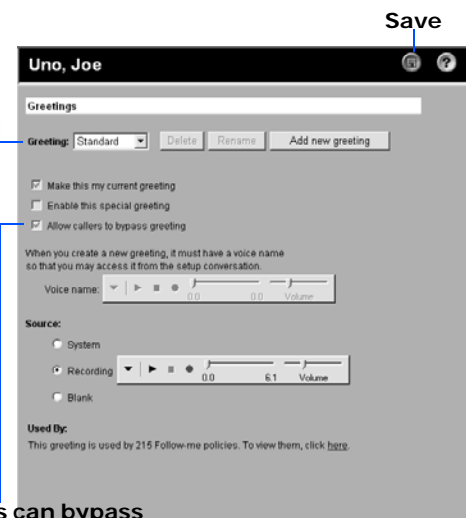 Save
Uno, Joe
?
Greetings
Greeting: Standard Delete Rename Add new greeting
Make this my current greeting
Enable this special greeting
Allow callers to bypass greeting
When you create a new greeting, it must have a voice name
so that you may access it from the setup conversation.
Voice name: 0.0 0.0 Volume
Source:
System
Recording 0.0 6.1 Volume
Blank
Used By:
This greeting is used by 215 Follow-me policies. To view them, click here.
s can bypass